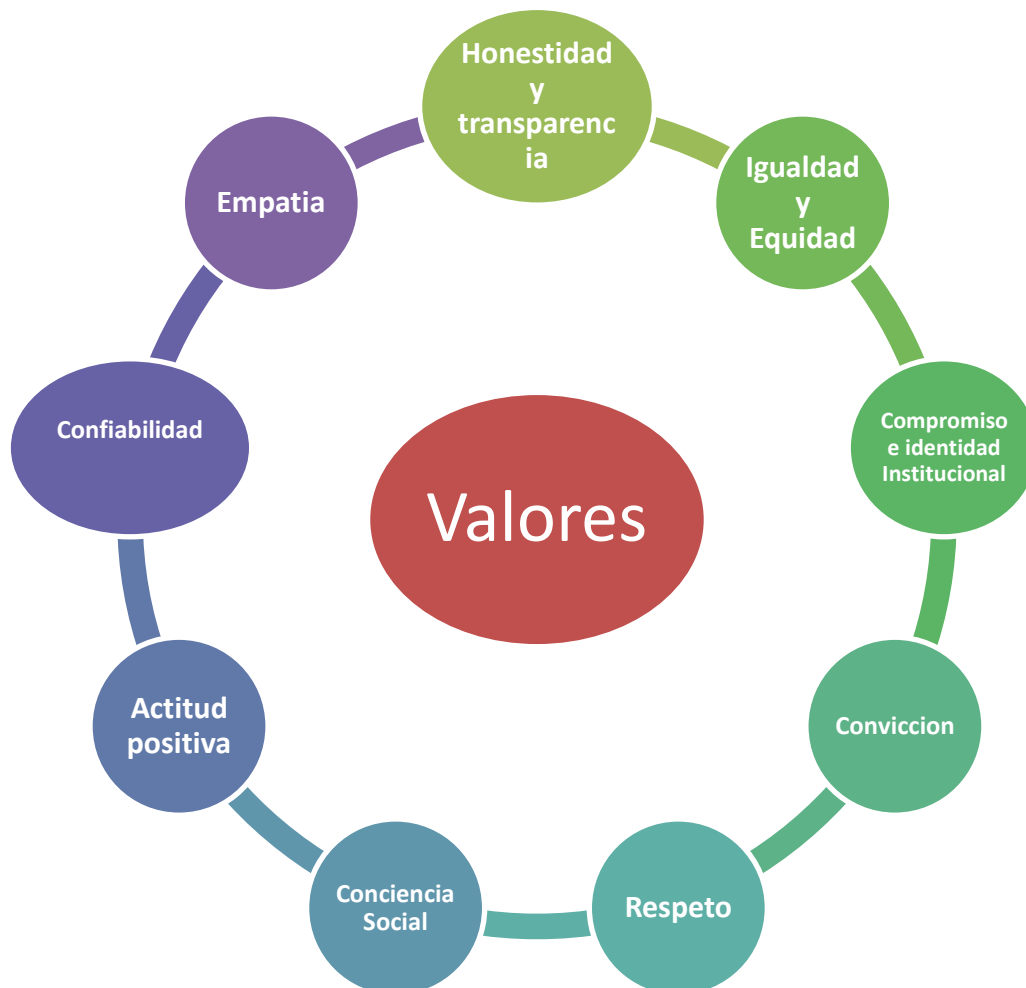 Honestidad
y
transparenc
ia
Igualdad
y
Equidad
Compromiso
e identidad
Institucional
Conviccion
Respeto
Conciencia
Social
Actitud
positiva
Confiabilidad
Empatia
Valores